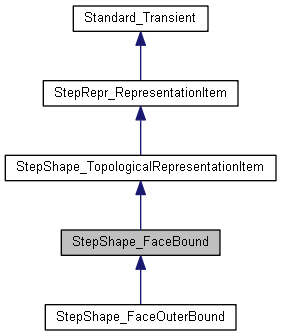 Standard_Transient
StepRepr_RepresentationItem
StepShape_TopologicalRepresentationItem
StepShape_FaceBound
StepShape_FaceOuterBound